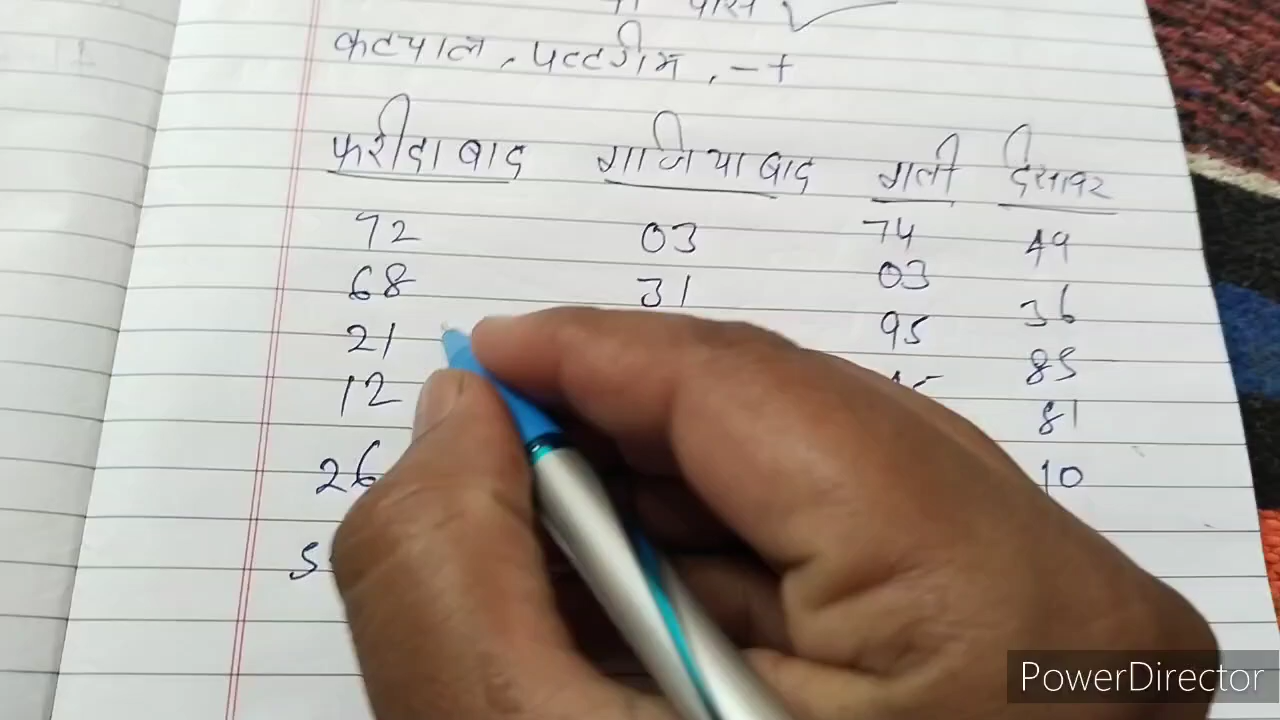 पास
कटयाल, पलटीगेम, - +
फरीदाबाद गाजियाबाद गली दिसावर
72 03 74 49
68 31 03 36
21 95 85
12 81
26 10
PowerDirector